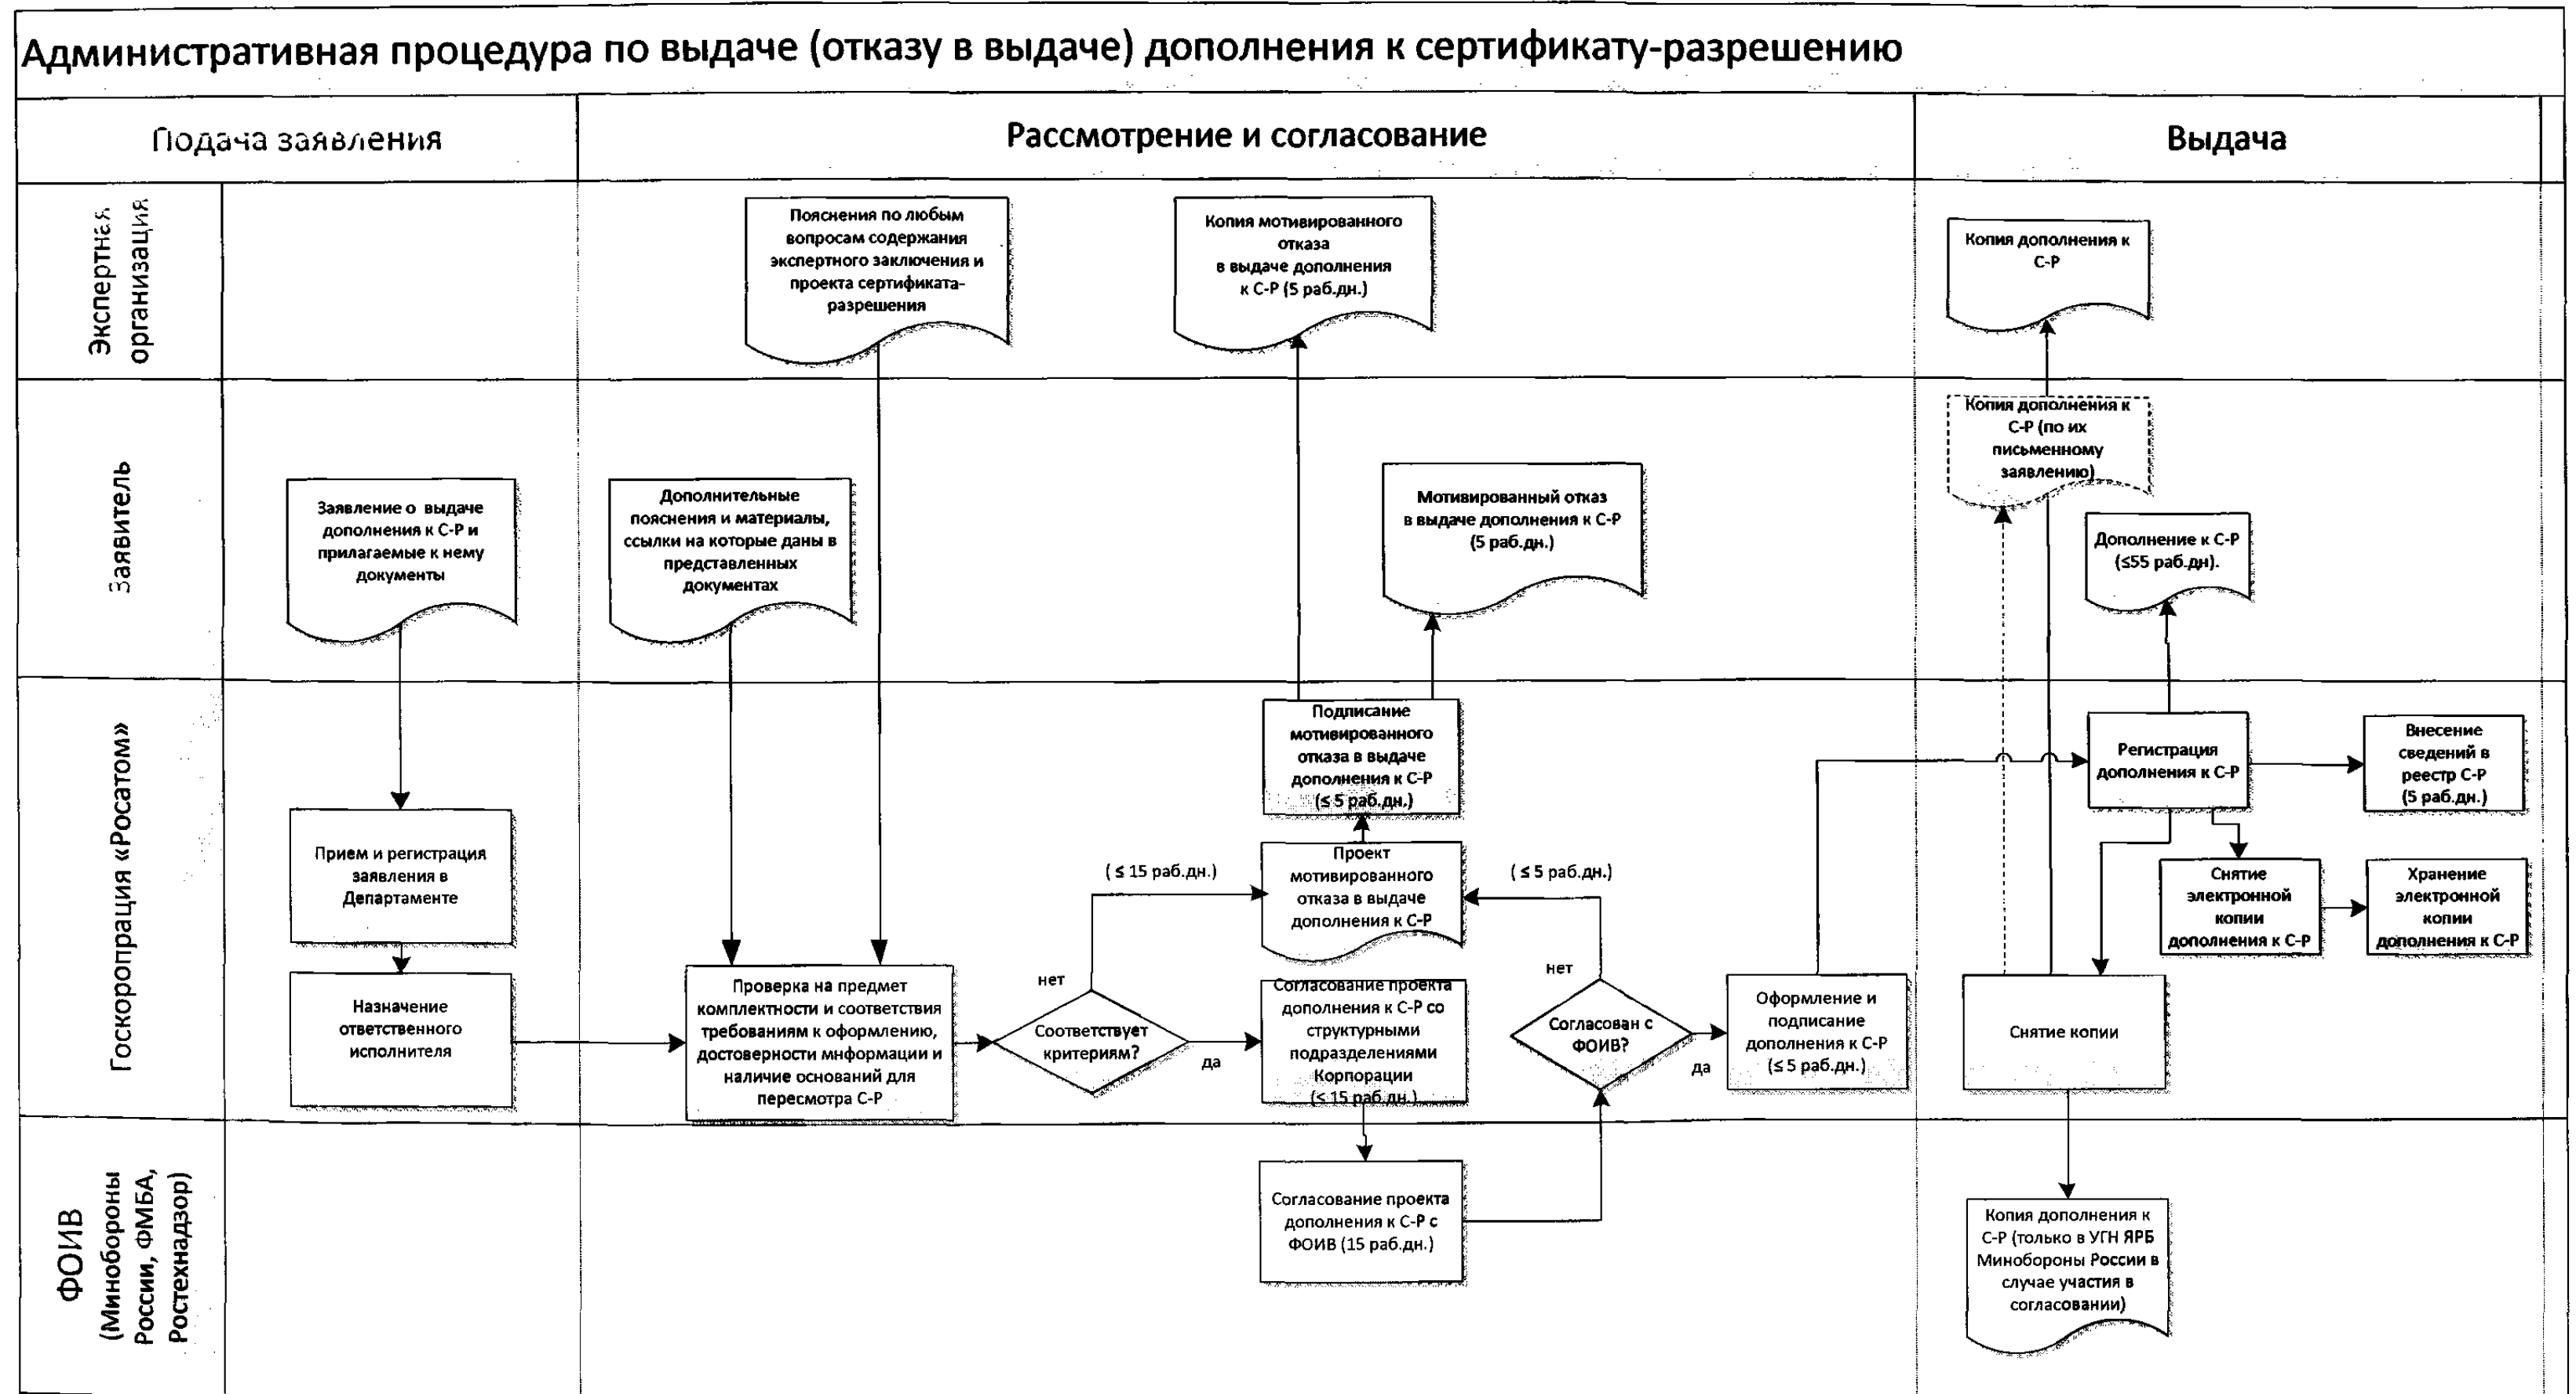 Административная процедура по выдаче (отказу в выдаче) дополнения к сертификату-разрешению
Подача заявления
Рассмотрение и согласование
Выдача
Экспертная
организация
Пояснения по любым
вопросам содержания
экспертного заключения и
проекта сертификата-
разрешения
Копия мотивированного
отказа
в выдаче дополнения
к С-Р (5 раб.дн.)
Копия дополнения к
С-Р
Заявитель
Заявление о выдаче
дополнения к С-Р и
прилагаемые к нему
документы
Дополнительные
пояснения и материалы,
ссылки на которые даны в
представленных
документах
Мотивированный отказ
в выдаче дополнения к С-Р
(5 раб.дн.)
Копия дополнения к
С-Р (по их
письменному
заявлению)
Дополнение к С-Р
(≤55 раб.дн).
Госкоропрация «Росатом»
Прием и регистрация
заявления в
Департаменте
Назначение
ответственного
исполнителя
Проверка на предмет
комплектности и соответствия
требованиям к оформлению,
достоверности мнформации и
наличие оснований для
пересмотра С-Р
Соответствует
критериям?
нет
да
( ≤ 15 раб.дн.)
Подписание
мотивированного
отказа в выдаче
дополнения к С-Р
(≤ 5 раб.дн.)
Проект
мотивированного
отказа в выдаче
дополнения к С-Р
Согласование проекта
дополнения к С-Р со
структурными
подразделениями
Корпорации
(≤ 15 раб.дн.)
( ≤ 5 раб.дн.)
нет
Согласован с
ФОИВ?
да
Оформление и
подписание
дополнения к С-Р
(≤ 5 раб.дн.)
Регистрация
дополнения к С-Р
Внесение
сведений в
реестр С-Р
(5 раб.дн.)
Снятие
электронной
копии
дополнения к С-Р
Хранение
электронной
копии
дополнения к С-Р
Снятие копии
ФОИВ
(Минобороны
России, ФМБА,
Ростехнадзор)
Согласование проекта
дополнения к С-Р с
ФОИВ (15 раб.дн.)
Копия дополнения к
С-Р (только в УГН ЯРБ
Минобороны России в
случае участия в
согласовании)